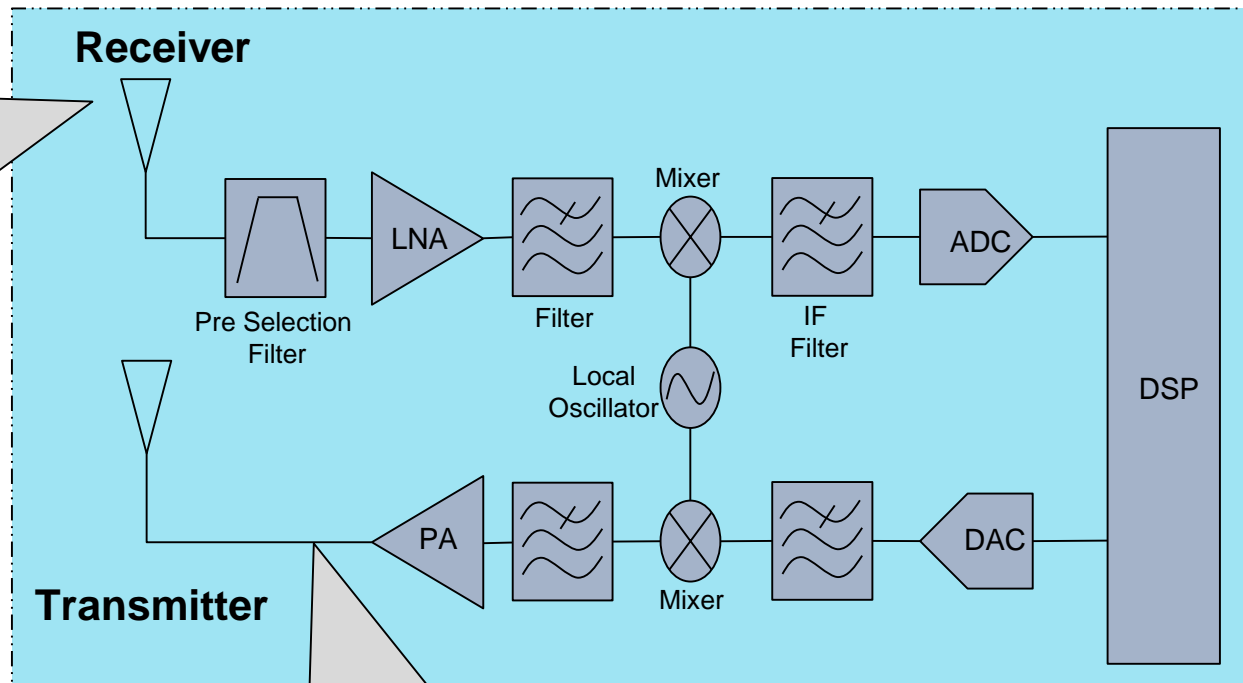 Receiver
Mixer
LNA
ADC
Pre Selection
Filter
Filter
IF
Filter
Local
Oscillator
DSP
PA
DAC
Mixer
Transmitter